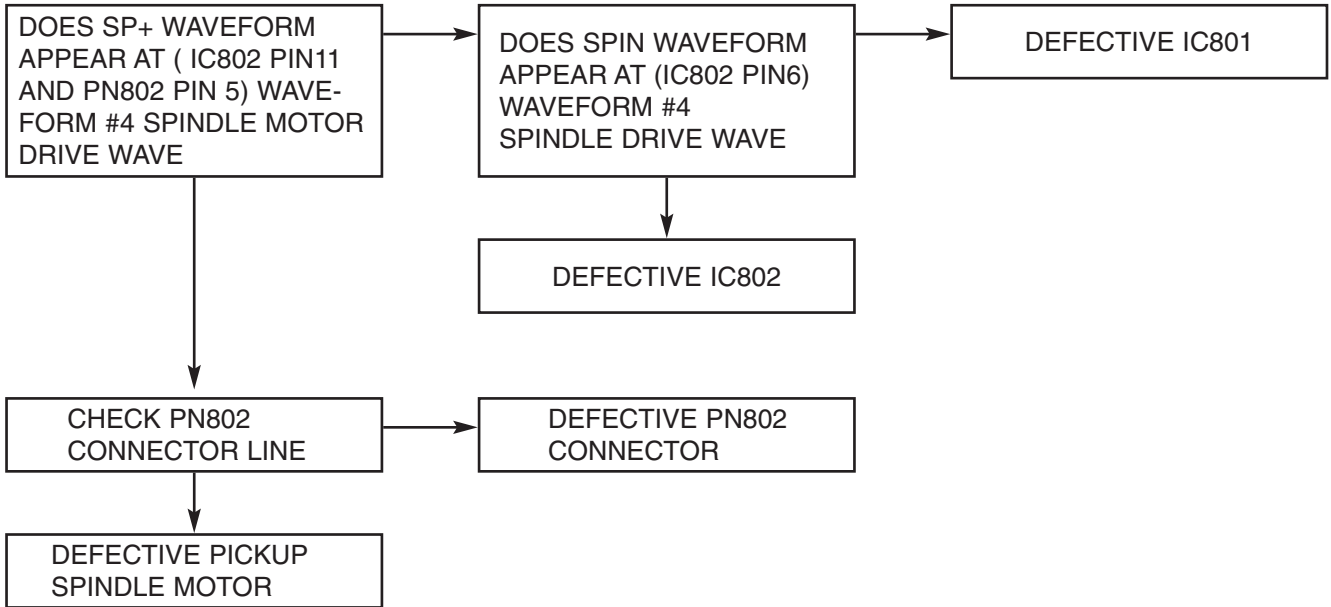 DOES SP+ WAVEFORM
APPEAR AT ( IC802 PIN11
AND PN802 PIN 5) WAVE-
FORM #4 SPINDLE MOTOR
DRIVE WAVE
DOES SPIN WAVEFORM
APPEAR AT (IC802 PIN6)
WAVEFORM #4
SPINDLE DRIVE WAVE
DEFECTIVE IC801
DEFECTIVE IC802
CHECK PN802
CONNECTOR LINE
DEFECTIVE PN802
CONNECTOR
DEFECTIVE PICKUP
SPINDLE MOTOR